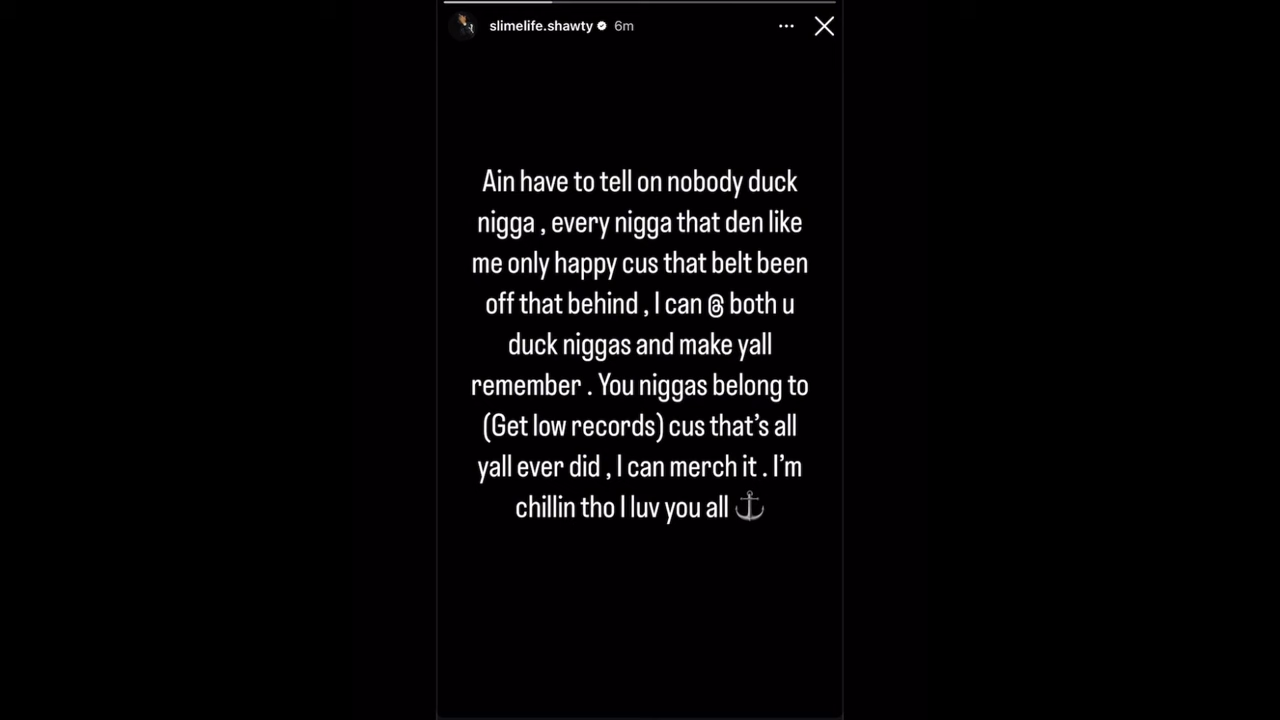 slimelife.shawty 6m
Ain have to tell on nobody duck
nigga , every nigga that den like
me only happy cus that belt been
off that behind , I can @ both u
duck niggas and make yall
remember . You niggas belong to
(Get low records) cus that’s all
yall ever did , I can merch it . I’m
chillin tho I luv you all ⚓